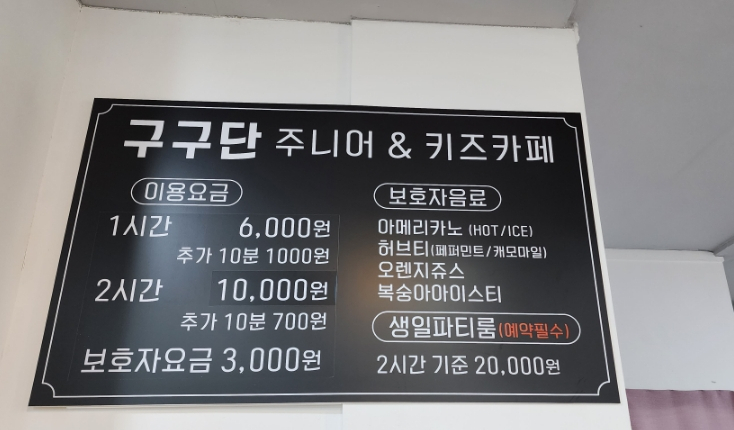 구구단 주니어 & 키즈카페
이용요금
1시간 6,000원
추가 10분 1000원
2시간 10,000원
추가 10분 700원
보호자요금 3,000원
보호자음료
아메리카노 (HOT/ICE)
허브티(페퍼민트/캐모마일)
오렌지쥬스
복숭아아이스티
생일파티룸(예약필수)
2시간 기준 20,000원